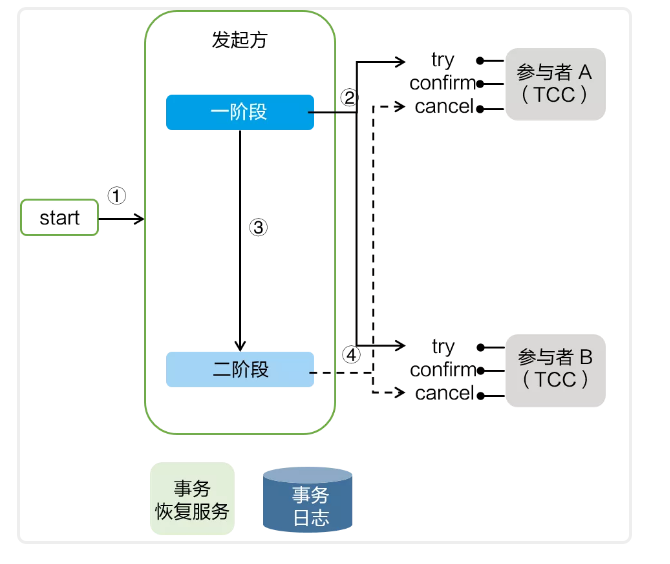 发起方
一阶段
②
try
confirm
cancel
参与者 A
（TCC）
start
①
③
二阶段
④
try
confirm
cancel
参与者 B
（TCC）
事务
恢复服务
事务
日志